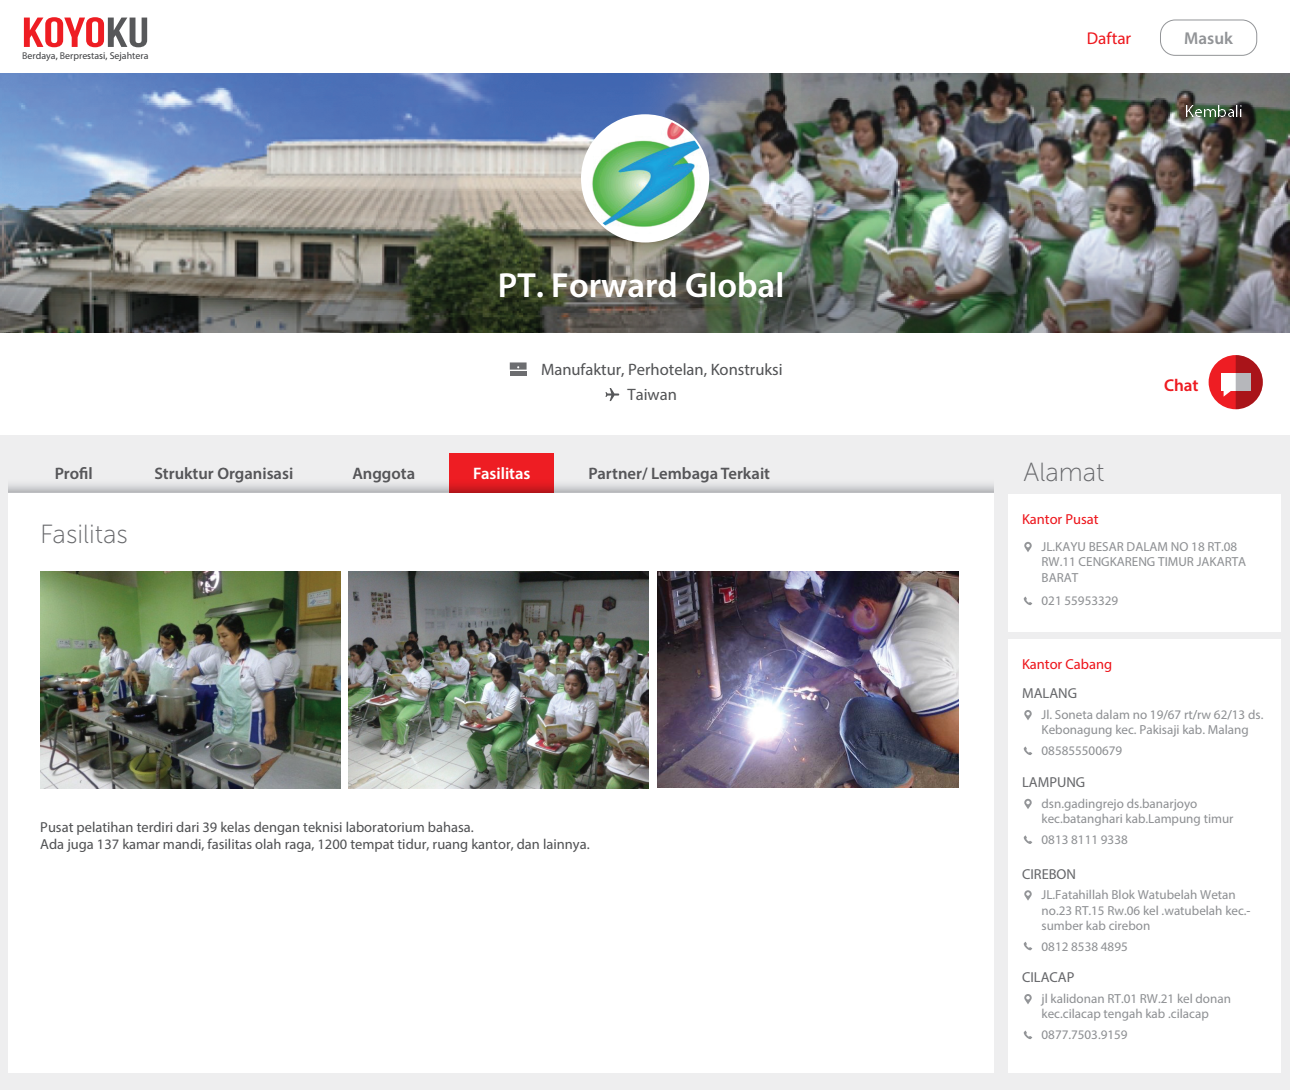 KOYOKU
Berdaya, Berprestasi, Sejahtera
Daftar
Masuk
Kembali
PT. Forward Global
Manufaktur, Perhotelan, Konstruksi
Taiwan
Chat
Profil
Struktur Organisasi
Anggota
Fasilitas
Partner/ Lembaga Terkait
Fasilitas
Pusat pelatihan terdiri dari 39 kelas dengan teknisi laboratorium bahasa.
Ada juga 137 kamar mandi, fasilitas olah raga, 1200 tempat tidur, ruang kantor, dan lainnya.
Alamat
Kantor Pusat
JL.KAYU BESAR DALAM NO 18 RT.08
RW.11 CENGKARENG TIMUR JAKARTA
BARAT
021 55953329
Kantor Cabang
MALANG
Jl. Soneta dalam no 19/67 rt/rw 62/13 ds.
Kebonagung kec. Pakisaji kab. Malang
085855500679
LAMPUNG
dsn.gadingrejo ds.banarjoyo
kec.batanghari kab.Lampung timur
0813 8111 9338
CIREBON
JL.Fatahillah Blok Watubelah Wetan
no.23 RT.15 Rw.06 kel .watubelah kec.-
sumber kab cirebon
0812 8538 4895
CILACAP
jl kalidonan RT.01 RW.21 kel donan
kec.cilacap tengah kab .cilacap
0877.7503.9159